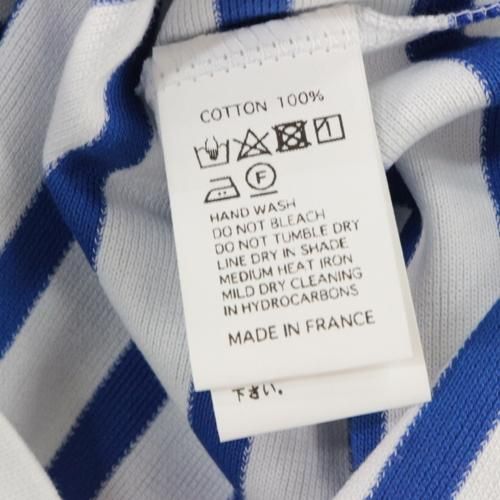 COTTON 100%
F
HAND WASH
DO NOT BLEACH
DO NOT TUMBLE DRY
LINE DRY IN SHADE
MEDIUM HEAT IRON
MILD DRY CLEANING
IN HYDROCARBONS
MADE IN FRANCE
下さい。